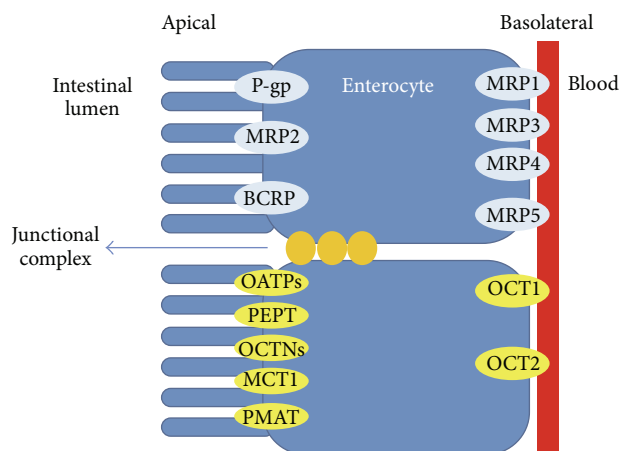 Apical
Basolateral
Intestinal
lumen
P-gp
Enterocyte
MRP1
Blood
MRP2
MRP3
MRP4
BCRP
MRP5
Junctional
complex
OATPs
PEPT
OCTNs
MCT1
PMAT
OCT1
OCT2